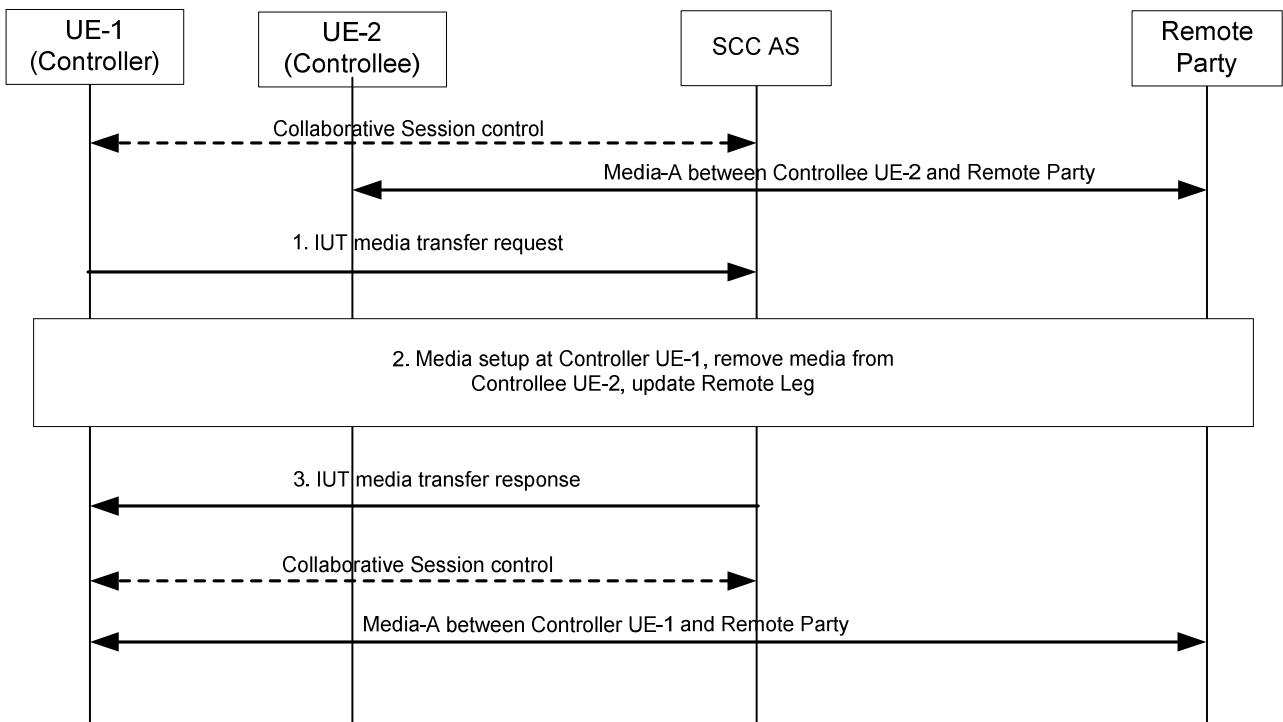 UE-1
(Controller)
UE-2
(Controllee)
SCC AS
Remote
Party
Collaborative Session control
Media-A between Controllee UE-2 and Remote Party
1. IUT media transfer request
2. Media setup at Controller UE-1, remove media from
Controllee UE-2, update Remote Leg
3. IUT media transfer response
Collaborative Session control
Media-A between Controller UE-1 and Remote Party